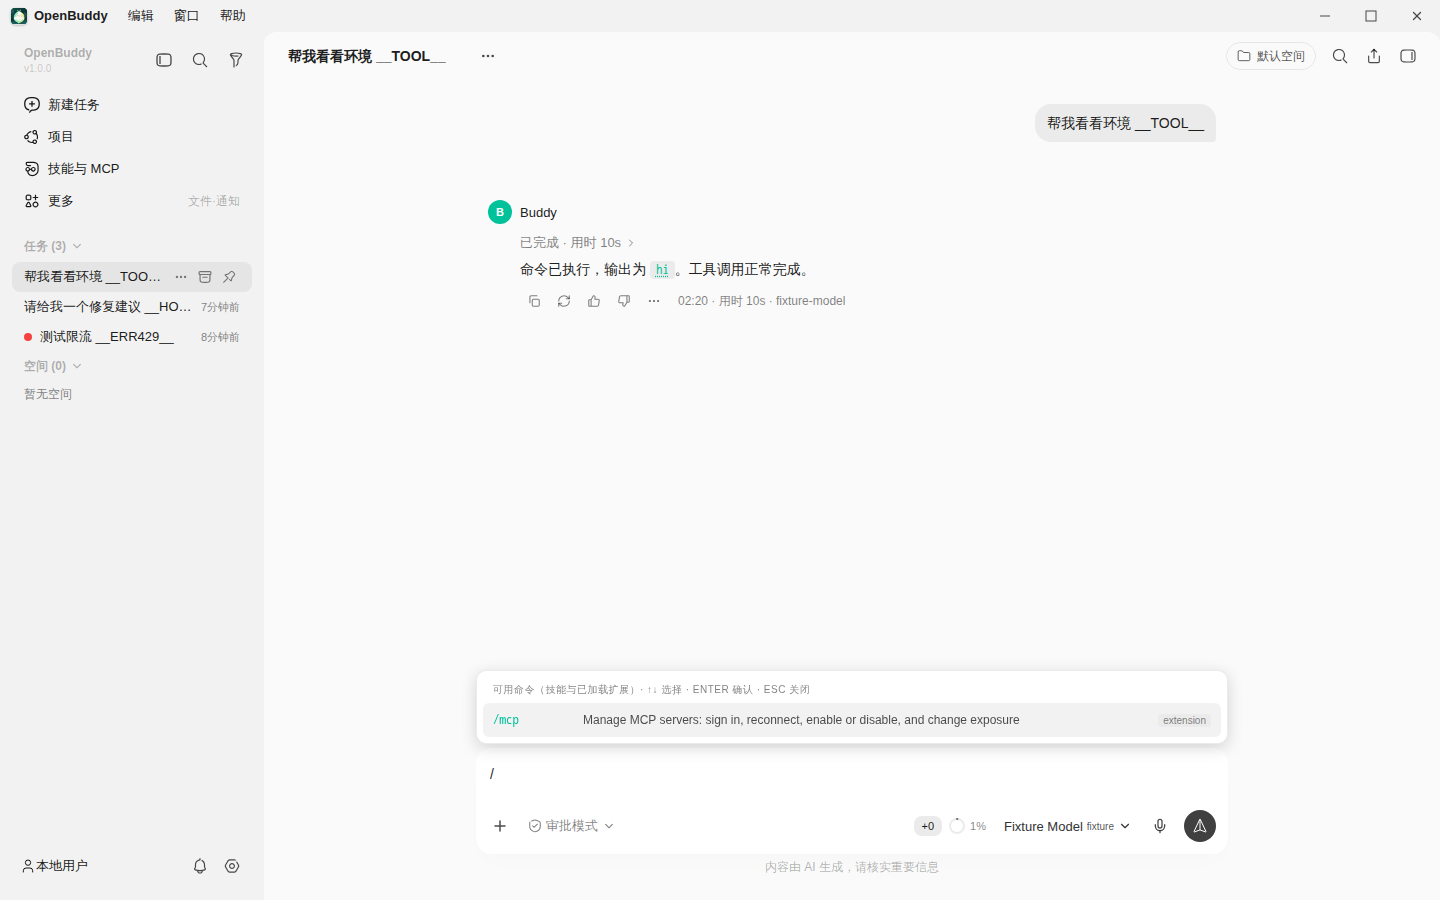 OpenBuddy 编辑 窗口 帮助
OpenBuddy
v1.0.0
新建任务
项目
技能与 MCP
更多 文件·通知
任务 (3)
帮我看看环境 __TOO…
请给我一个修复建议 __HO… 7分钟前
测试限流 __ERR429__ 8分钟前
空间 (0)
暂无空间
本地用户
帮我看看环境 __TOOL__
默认空间
帮我看看环境 __TOOL__
B Buddy
已完成 · 用时 10s
命令已执行，输出为 hi。工具调用正常完成。
02:20 · 用时 10s · fixture-model
可用命令（技能与已加载扩展）· ↑↓ 选择 · ENTER 确认 · ESC 关闭
/mcp Manage MCP servers: sign in, reconnect, enable or disable, and change exposure extension
/
审批模式 +0 1% Fixture Model fixture
内容由 AI 生成，请核实重要信息